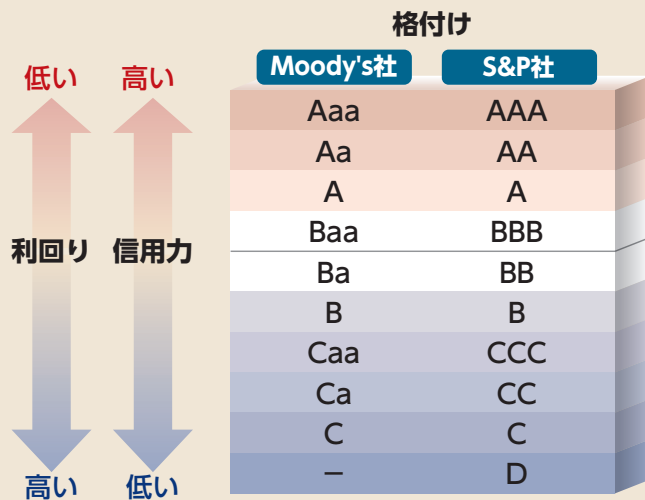 格付け
Moody's社 S&P社
低い 高い
Aaa AAA
Aa AA
A A
Baa BBB
利回り 信用力
Ba BB
B B
Caa CCC
Ca CC
C C
– D
高い 低い